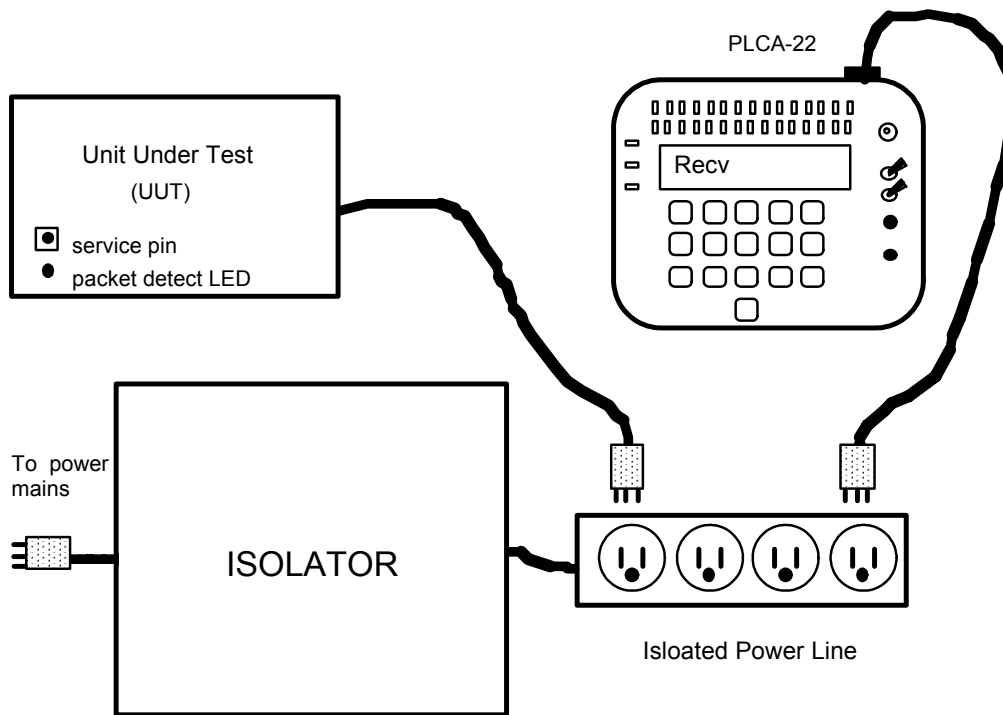 PLCA-22
Unit Under Test
(UUT)
service pin
packet detect LED
Recv
To power
mains
ISOLATOR
Isloated Power Line